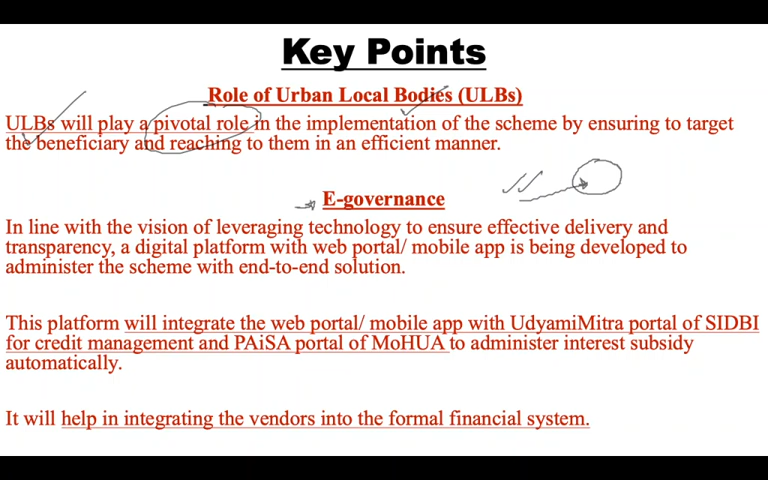 Key Points
Role of Urban Local Bodies (ULBs)
ULBs will play a pivotal role in the implementation of the scheme by ensuring to target
the beneficiary and reaching to them in an efficient manner.
E-governance
In line with the vision of leveraging technology to ensure effective delivery and
transparency, a digital platform with web portal/ mobile app is being developed to
administer the scheme with end-to-end solution.
This platform will integrate the web portal/ mobile app with UdyamiMitra portal of SIDBI
for credit management and PAiSA portal of MoHUA to administer interest subsidy
automatically.
It will help in integrating the vendors into the formal financial system.